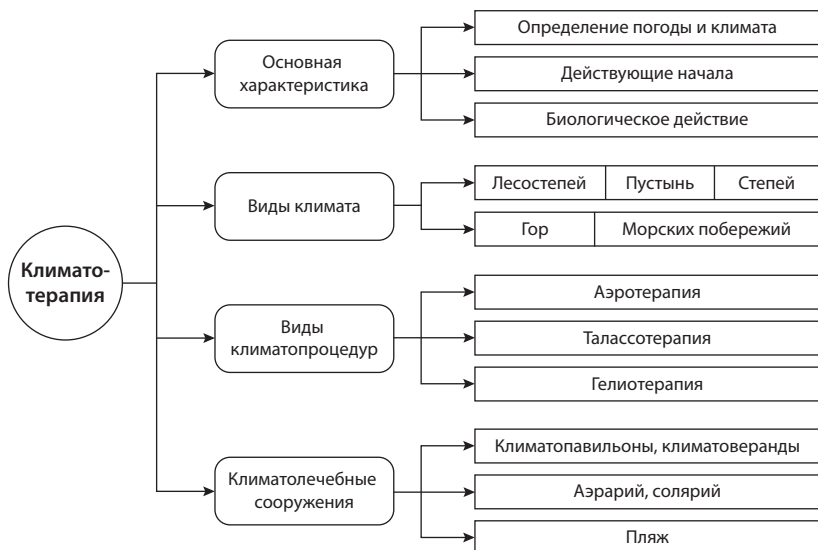 Климато-
терапия
Основная
характеристика
Определение погоды и климата
Действующие начала
Биологическое действие
Виды климата
Лесостепей
Пустынь
Степей
Гор
Морских побережий
Виды
климатопроцедур
Аэротерапия
Талассотерапия
Гелиотерапия
Климатолечебные
сооружения
Климатопавильоны, климатоверанды
Аэрарий, солярий
Пляж